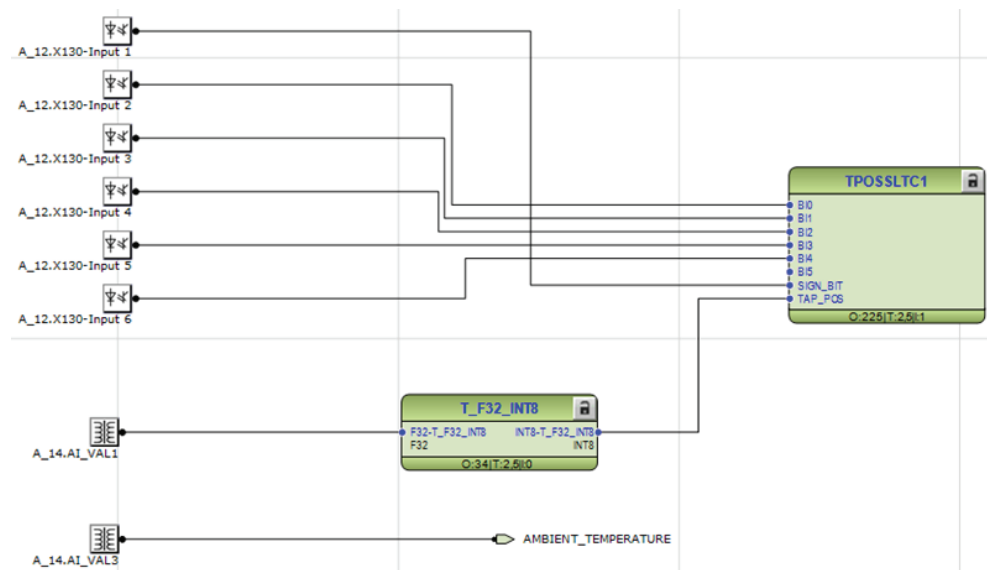 A_12.X130-Input 1
A_12.X130-Input 2
A_12.X130-Input 3
A_12.X130-Input 4
A_12.X130-Input 5
A_12.X130-Input 6
TPOSSLTC1
BI0
BI1
BI2
BI3
BI4
BI5
SIGN_BIT
TAP_POS
O:225|T:2,5|I:1
A_14.AI_VAL1
T_F32_INT8
F32-T_F32_INT8 INT8-T_F32_INT8
F32 INT8
O:34|T:2,5|I:0
A_14.AI_VAL3
AMBIENT_TEMPERATURE